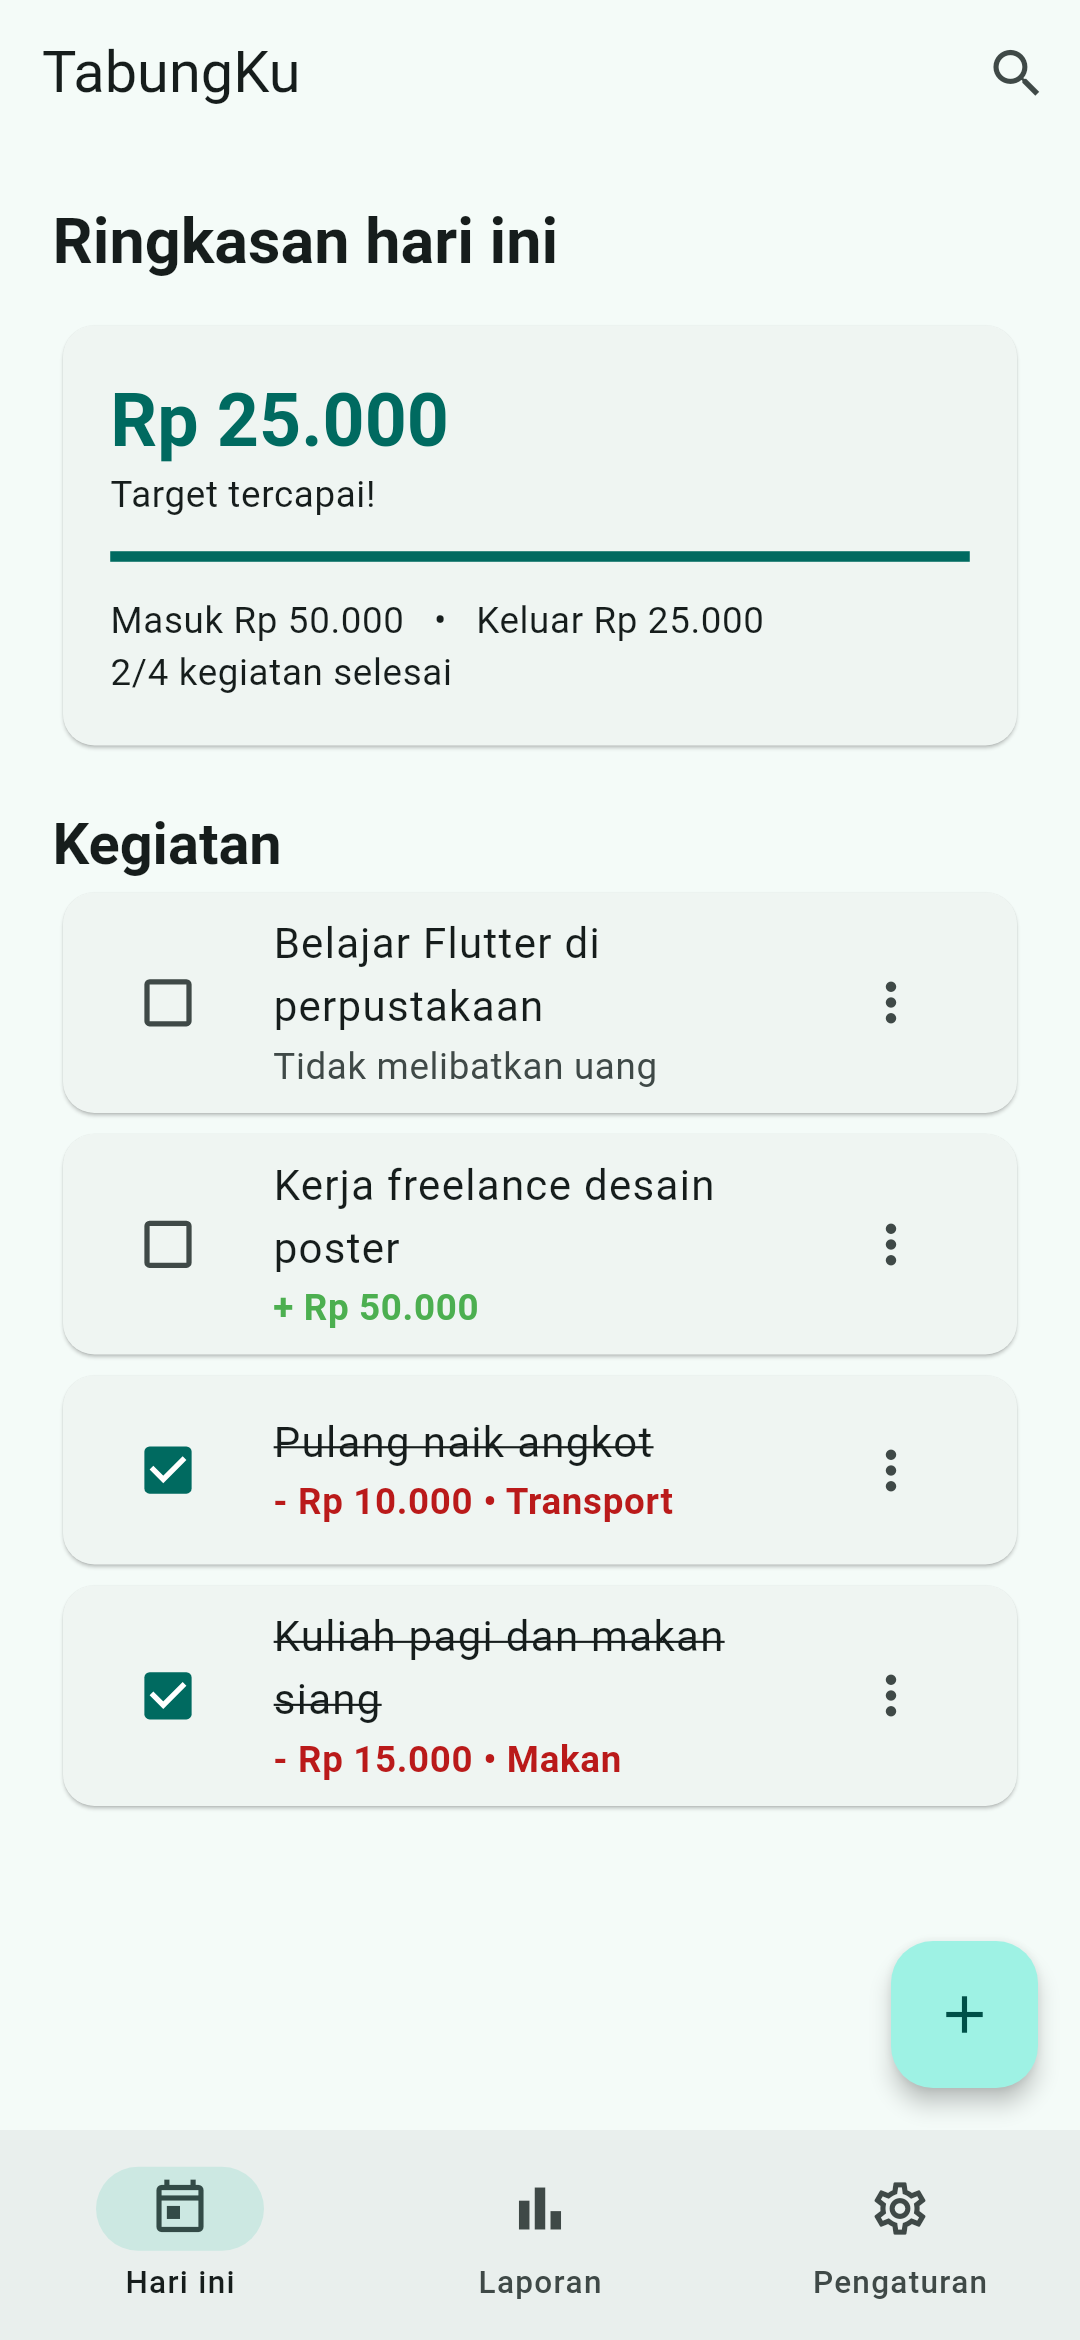 TabungKu
Ringkasan hari ini
Rp 25.000
Target tercapai!
Masuk Rp 50.000 • Keluar Rp 25.000
2/4 kegiatan selesai
Kegiatan
Belajar Flutter di
perpustakaan
Tidak melibatkan uang
Kerja freelance desain
poster
+ Rp 50.000
Pulang naik angkot
- Rp 10.000 • Transport
Kuliah pagi dan makan
siang
- Rp 15.000 • Makan
Hari ini
Laporan
Pengaturan